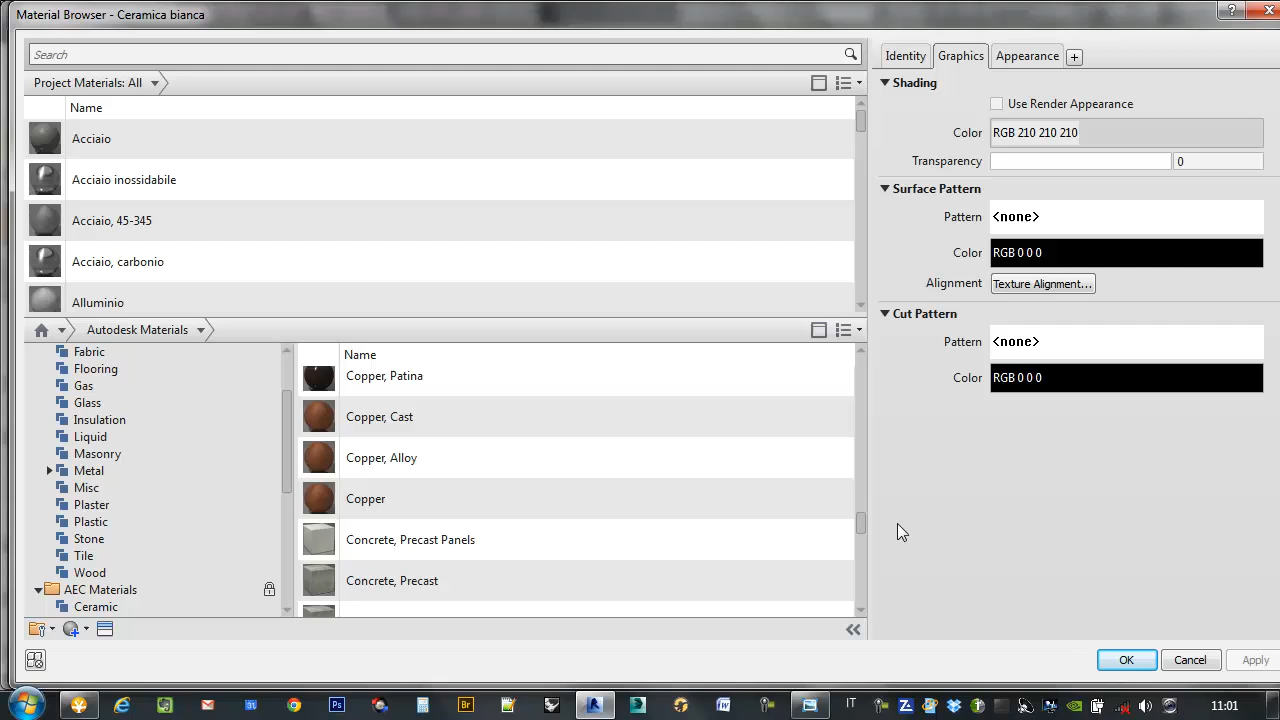 Material Browser - Ceramica bianca
Search
Project Materials: All
Name
Acciaio
Acciaio inossidabile
Acciaio, 45-345
Acciaio, carbonio
Alluminio
Autodesk Materials
Fabric
Flooring
Gas
Glass
Insulation
Liquid
Masonry
Metal
Misc
Plaster
Plastic
Stone
Tile
Wood
AEC Materials
Ceramic
Name
Copper, Patina
Copper, Cast
Copper, Alloy
Copper
Concrete, Precast Panels
Concrete, Precast
Identity Graphics Appearance +
Shading
Use Render Appearance
Color RGB 210 210 210
Transparency 0
Surface Pattern
Pattern <none>
Color RGB 0 0 0
Alignment Texture Alignment...
Cut Pattern
Pattern <none>
Color RGB 0 0 0
OK Cancel Apply
Ps Br IT 11:01